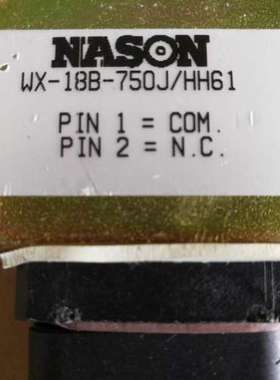 NASON
WX-18B-750J/HH61
PIN 1 = COM.
PIN 2 = N.C.